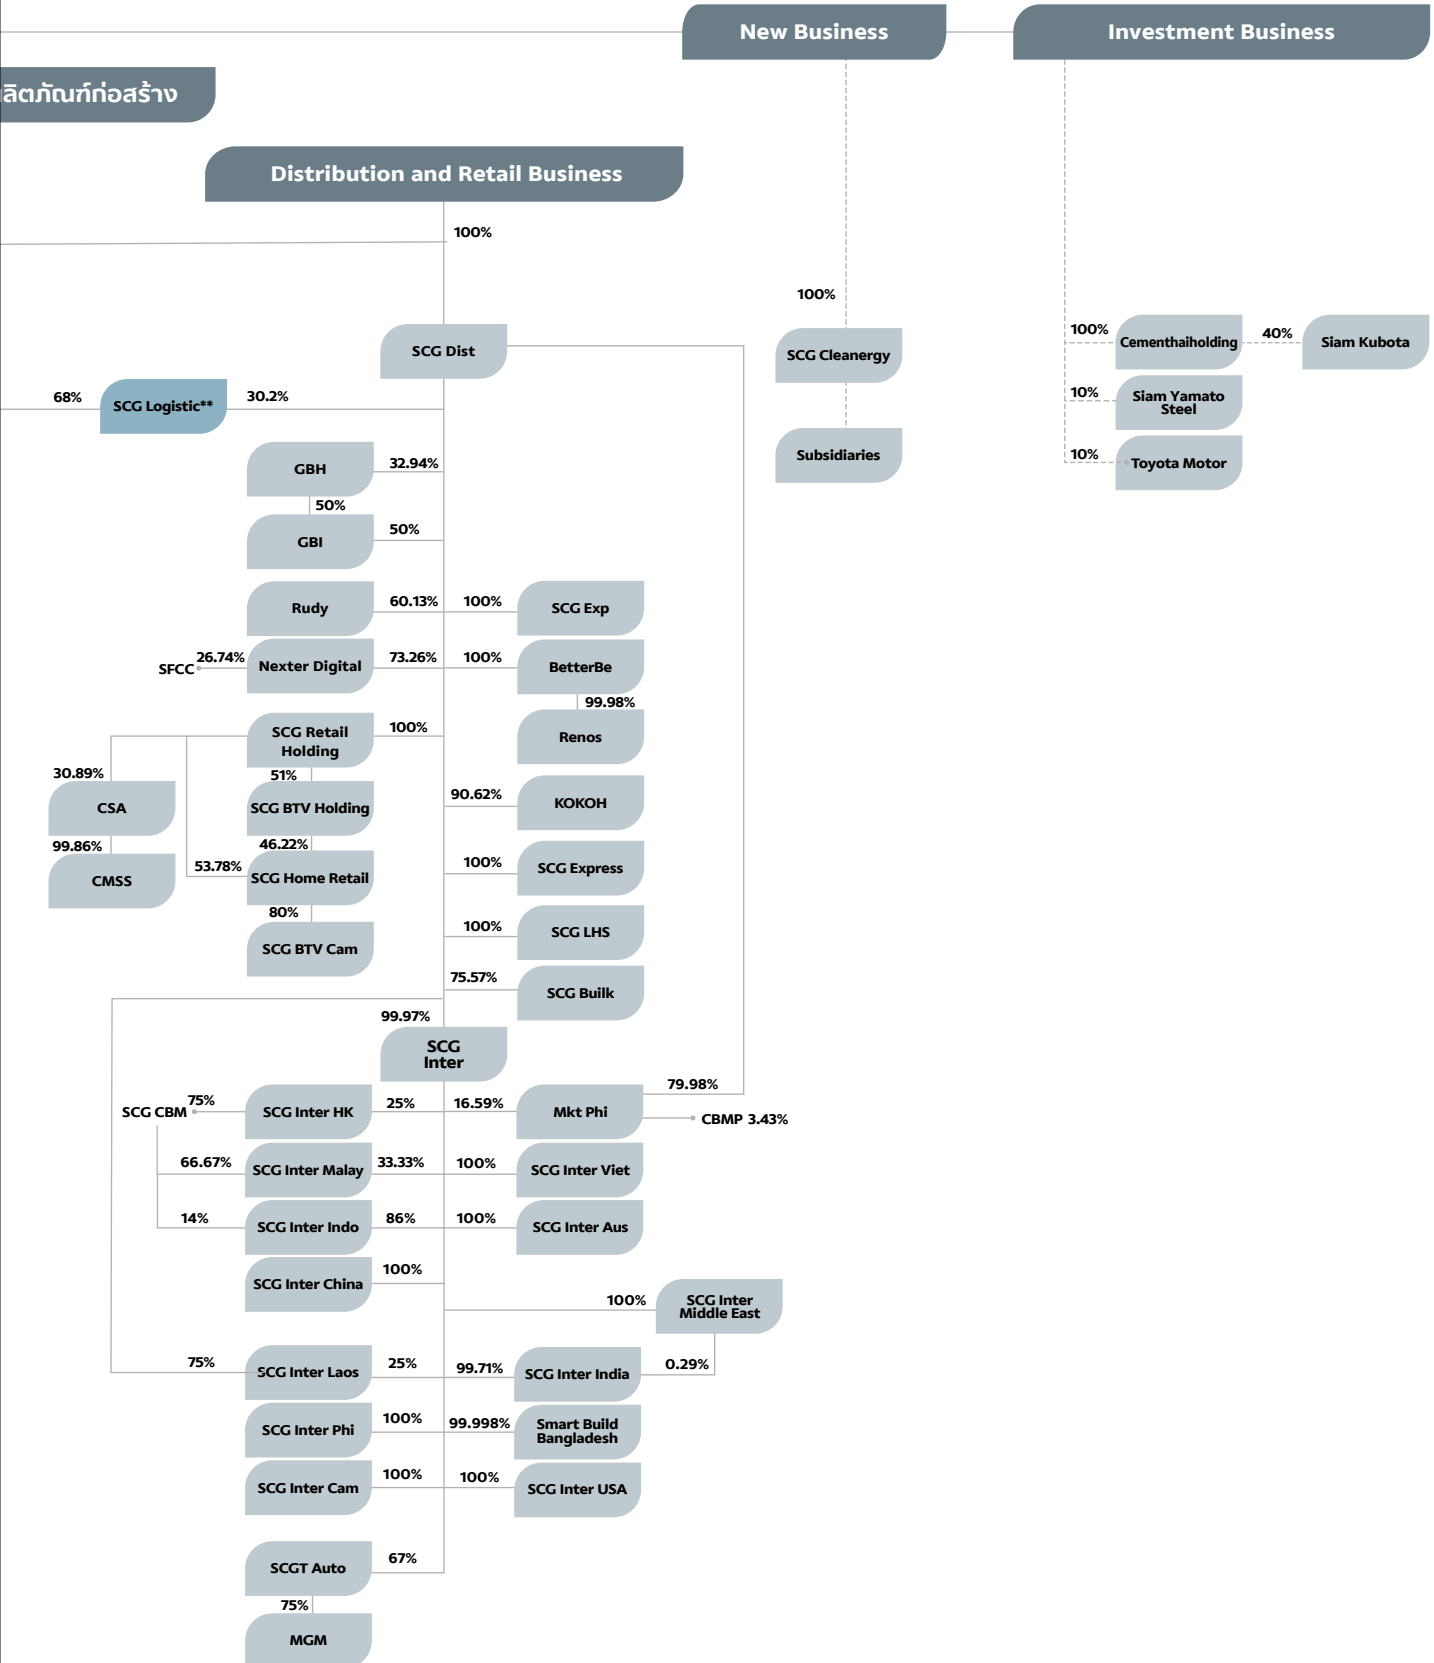 New Business
Investment Business
ลิตภัณฑ์ก่อสร้าง
Distribution and Retail Business
100%
100%
SCG Dist
SCG Cleanergy
Subsidiaries
100%
Cementhaiholding
40%
Siam Kubota
10%
Siam Yamato
Steel
10%
Toyota Motor
68%
SCG Logistic**
30.2%
GBH
32.94%
50%
GBI
50%
Rudy
60.13%
100%
SCG Exp
SFCC
26.74%
Nexter Digital
73.26%
100%
BetterBe
99.98%
Renos
SCG Retail
Holding
100%
30.89%
51%
CSA
SCG BTV Holding
90.62%
KOKOH
99.86%
46.22%
CMSS
53.78%
SCG Home Retail
100%
SCG Express
80%
SCG BTV Cam
100%
SCG LHS
75.57%
SCG Builk
99.97%
SCG
Inter
79.98%
SCG CBM
75%
SCG Inter HK
25%
16.59%
Mkt Phi
CBMP 3.43%
66.67%
SCG Inter Malay
33.33%
100%
SCG Inter Viet
14%
SCG Inter Indo
86%
100%
SCG Inter Aus
SCG Inter China
100%
100%
SCG Inter
Middle East
75%
SCG Inter Laos
25%
99.71%
SCG Inter India
0.29%
SCG Inter Phi
100%
99.998%
Smart Build
Bangladesh
SCG Inter Cam
100%
100%
SCG Inter USA
SCGT Auto
67%
75%
MGM